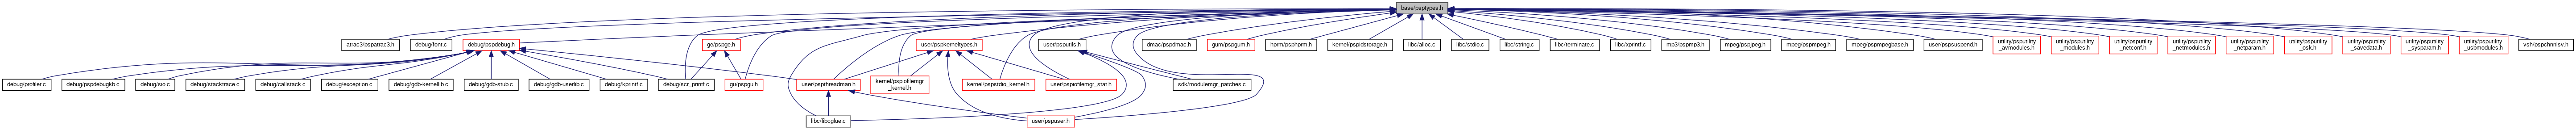 base/psptypes.h
atrac3/pspatrac3.h
debug/font.c
debug/pspdebug.h
ge/pspge.h
user/pspkerneltypes.h
user/psputils.h
dmac/pspdmac.h
gum/pspgum.h
hprm/psphprm.h
kernel/pspidstorage.h
libc/alloc.c
libc/stdio.c
libc/string.c
libc/terminate.c
libc/xprintf.c
mp3/pspmp3.h
mpeg/pspjpeg.h
mpeg/pspmpeg.h
mpeg/pspmpegbase.h
user/pspsuspend.h
utility/psputility
_avmodules.h
utility/psputility
_modules.h
utility/psputility
_netconf.h
utility/psputility
_netmodules.h
utility/psputility
_netparam.h
utility/psputility
_osk.h
utility/psputility
_savedata.h
utility/psputility
_sysparam.h
utility/psputility
_usbmodules.h
vsh/pspchnnlsv.h
debug/profiler.c
debug/pspdebugkb.c
debug/sio.c
debug/stacktrace.c
debug/callstack.c
debug/exception.c
debug/gdb-kernellib.c
debug/gdb-stub.c
debug/gdb-userlib.c
debug/kprintf.c
debug/scr_printf.c
gu/pspgu.h
user/pspthreadman.h
kernel/pspiofilemgr
_kernel.h
kernel/pspstdio_kernel.h
user/pspiofilemgr_stat.h
sdk/modulemgr_patches.c
libc/libcglue.c
user/pspuser.h